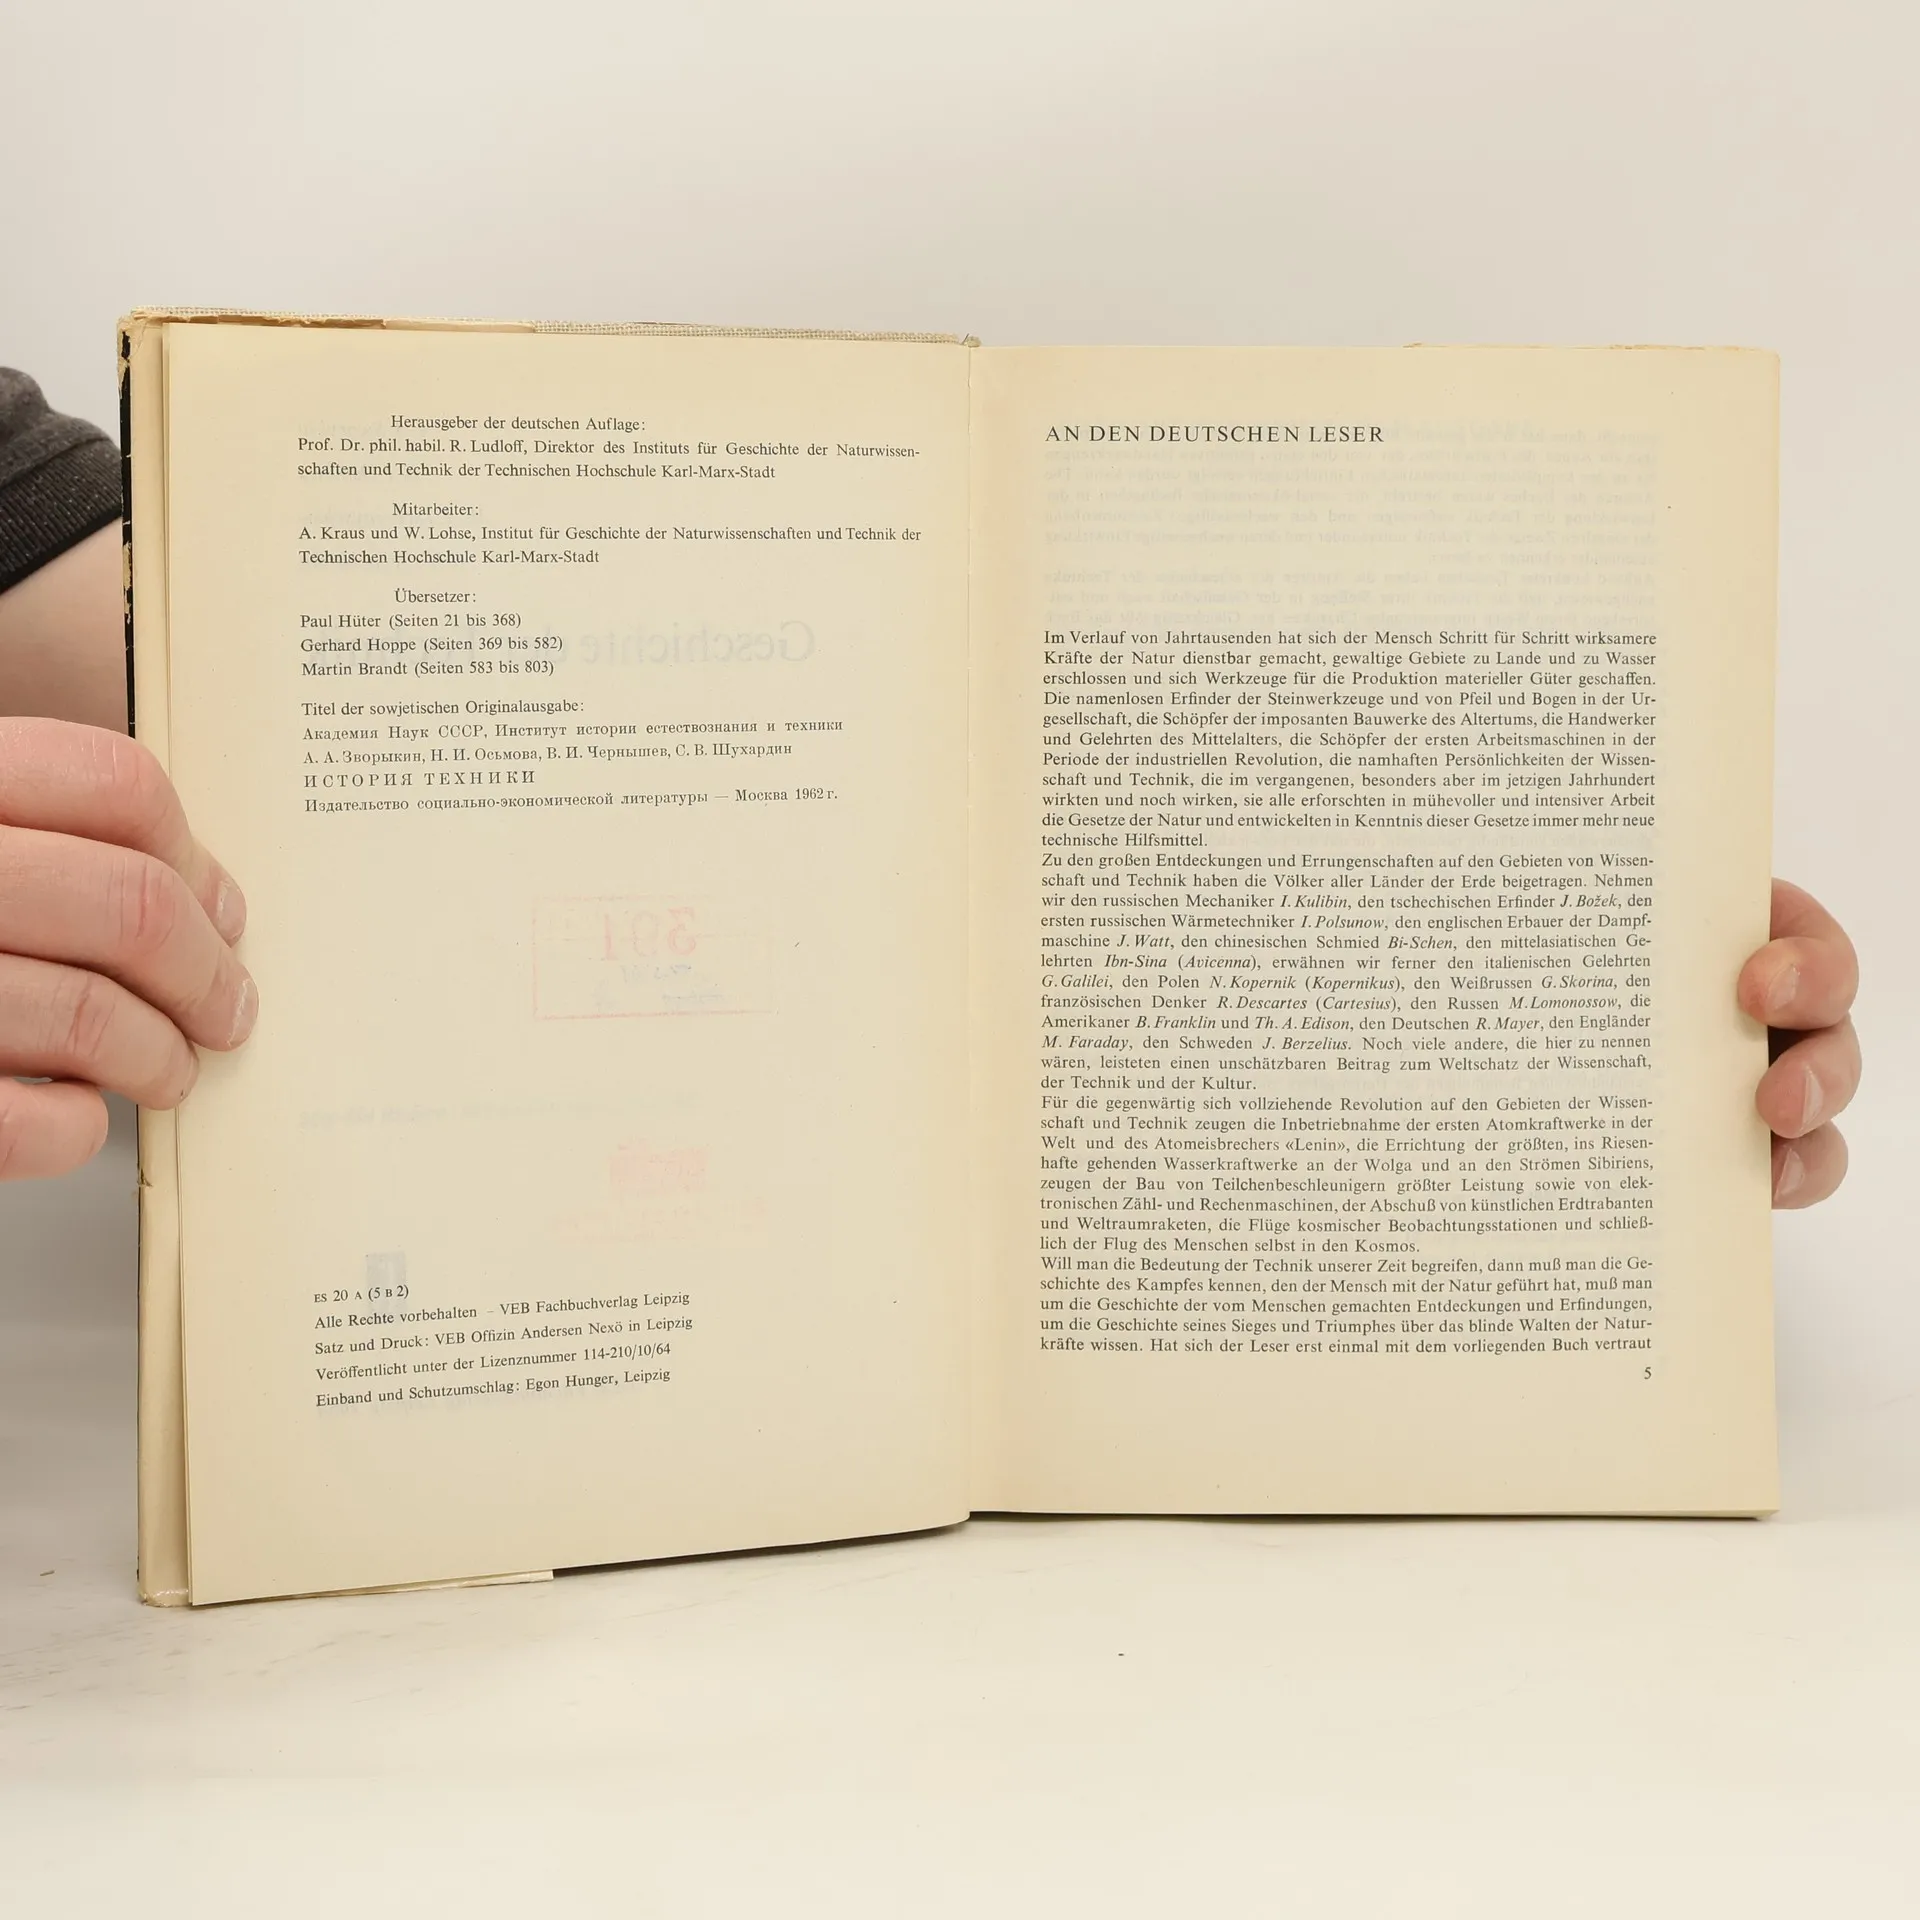 Herausgeber der deutschen Auflage:
Prof. Dr. phil. habil. R. Ludloff, Direktor des Instituts für Geschichte der Naturwissen-
schaften und Technik der Technischen Hochschule Karl-Marx-Stadt
Mitarbeiter:
A. Kraus und W. Lohse, Institut für Geschichte der Naturwissenschaften und Technik der
Technischen Hochschule Karl-Marx-Stadt
Übersetzer:
Paul Hüter (Seiten 21 bis 368)
Gerhard Hoppe (Seiten 369 bis 582)
Martin Brandt (Seiten 583 bis 803)
Titel der sowjetischen Originalausgabe:
Академия Наук СССР, Институт истории естествознания и техники
А. А. Зворыкин, Н. И. Осьмова, В. И. Чернышев, С. В. Шухардин
ИСТОРИЯ ТЕХНИКИ
Издательство социально-экономической литературы — Москва 1962 г.
ES 20 A (5 B 2)
Alle Rechte vorbehalten – VEB Fachbuchverlag Leipzig
Satz und Druck: VEB Offizin Andersen Nexö in Leipzig
Veröffentlicht unter der Lizenznummer 114-210/10/64
Einband und Schutzumschlag: Egon Hunger, Leipzig
AN DEN DEUTSCHEN LESER
Im Verlauf von Jahrtausenden hat sich der Mensch Schritt für Schritt wirksamere
Kräfte der Natur dienstbar gemacht, gewaltige Gebiete zu Lande und zu Wasser
erschlossen und sich Werkzeuge für die Produktion materieller Güter geschaffen.
Die namenlosen Erfinder der Steinwerkzeuge und von Pfeil und Bogen in der Ur-
gesellschaft, die Schöpfer der imposanten Bauwerke des Altertums, die Handwerker
und Gelehrten des Mittelalters, die Schöpfer der ersten Arbeitsmaschinen in der
Periode der industriellen Revolution, die namhaften Persönlichkeiten der Wissen-
schaft und Technik, die im vergangenen, besonders aber im jetzigen Jahrhundert
wirkten und noch wirken, sie alle erforschten in mühevoller und intensiver Arbeit
die Gesetze der Natur und entwickelten in Kenntnis dieser Gesetze immer mehr neue
technische Hilfsmittel.
Zu den großen Entdeckungen und Errungenschaften auf den Gebieten von Wissen-
schaft und Technik haben die Völker aller Länder der Erde beigetragen. Nehmen
wir den russischen Mechaniker I. Kulibin, den tschechischen Erfinder J. Božek, den
ersten russischen Wärmetechniker I. Polsunow, den englischen Erbauer der Dampf-
maschine J. Watt, den chinesischen Schmied Bi-Schen, den mittelasiatischen Ge-
lehrten Ibn-Sina (Avicenna), erwähnen wir ferner den italienischen Gelehrten
G. Galilei, den Polen N. Kopernik (Kopernikus), den Weißrussen G. Skorina, den
französischen Denker R. Descartes (Cartesius), den Russen M. Lomonossow, die
Amerikaner B. Franklin und Th. A. Edison, den Deutschen R. Mayer, den Engländer
M. Faraday, den Schweden J. Berzelius. Noch viele andere, die hier zu nennen
wären, leisteten einen unschätzbaren Beitrag zum Weltschatz der Wissenschaft,
der Technik und der Kultur.
Für die gegenwärtig sich vollziehende Revolution auf den Gebieten der Wissen-
schaft und Technik zeugen die Inbetriebnahme der ersten Atomkraftwerke in der
Welt und des Atomeisbrechers «Lenin», die Errichtung der größten, ins Riesen-
hafte gehenden Wasserkraftwerke an der Wolga und an den Strömen Sibiriens,
zeugen der Bau von Teilchenbeschleunigern größter Leistung sowie von elek-
tronischen Zähl- und Rechenmaschinen, der Abschuß von künstlichen Erdtrabanten
und Weltraumraketen, die Flüge kosmischer Beobachtungsstationen und schließ-
lich der Flug des Menschen selbst in den Kosmos.
Will man die Bedeutung der Technik unserer Zeit begreifen, dann muß man die Ge-
schichte des Kampfes kennen, den der Mensch mit der Natur geführt hat, muß man
um die Geschichte der vom Menschen gemachten Entdeckungen und Erfindungen,
um die Geschichte seines Sieges und Triumphes über das blinde Walten der Natur-
kräfte wissen. Hat sich der Leser erst einmal mit dem vorliegenden Buch vertraut
5